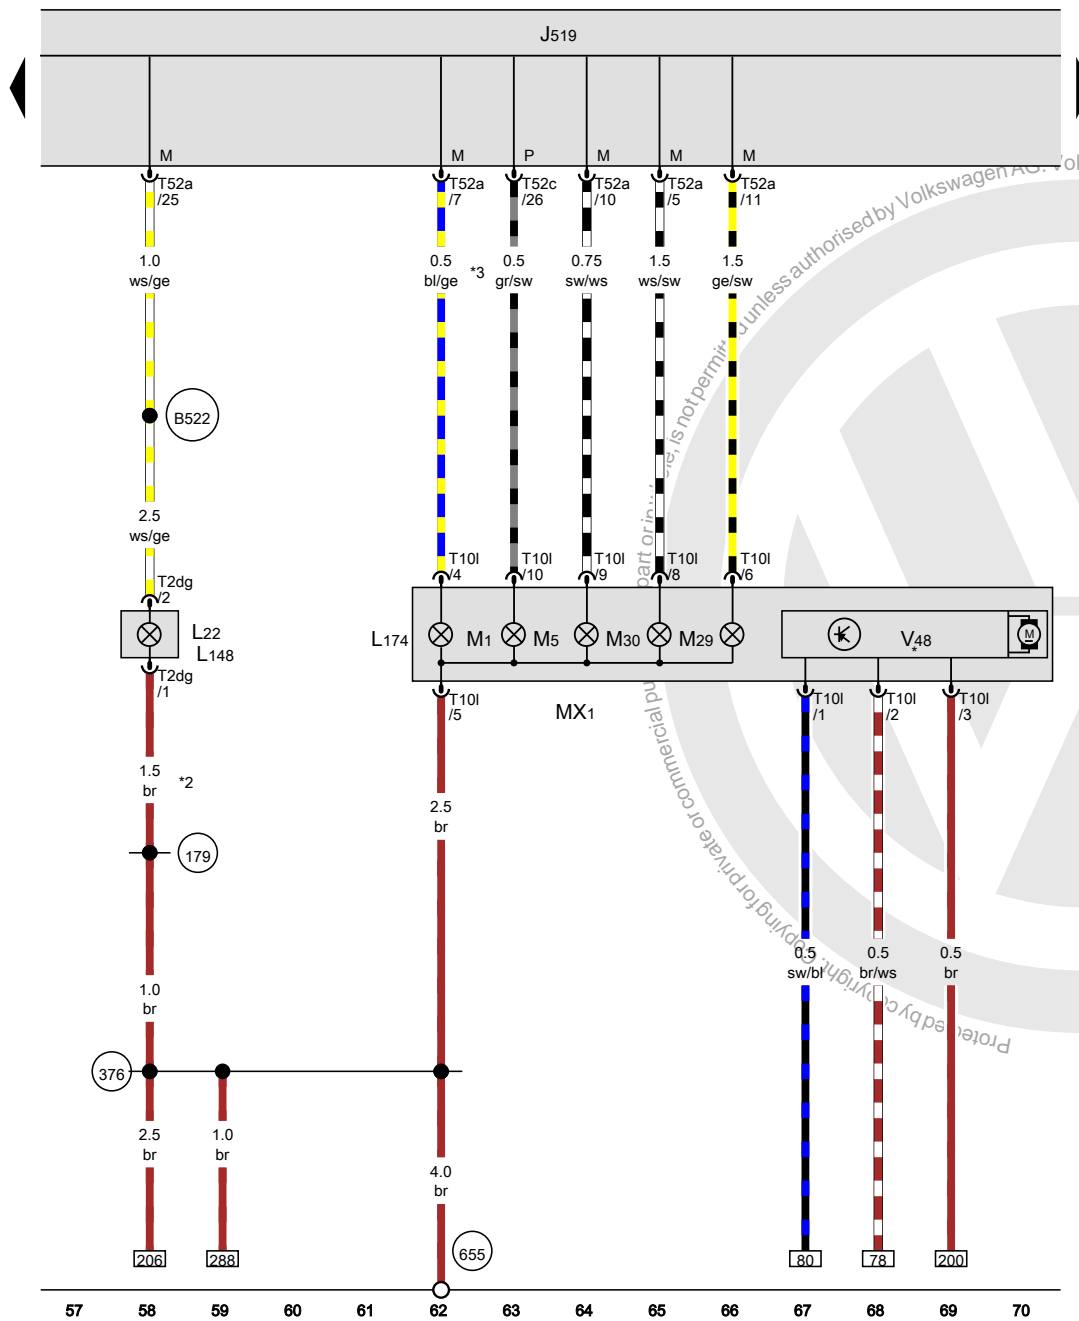 J519
M M P M M M
T52a
/25
T52a
/7
T52c
/26
T52a
/10
T52a
/5
T52a
/11
1.0
ws/ge
0.5
bl/ge
*3
0.5
gr/sw
0.75
sw/ws
1.5
ws/sw
1.5
ge/sw
B522
2.5
ws/ge
T2dg
/2
T10l
/4
T10l
/10
T10l
/9
T10l
/8
T10l
/6
L22
L148
L174
M1
M5
M30
M29
V48
*
M
T2dg
/1
T10l
/5
MX1
T10l
/1
T10l
/2
T10l
/3
1.5
br
*2
2.5
br
179
0.5
sw/bl
0.5
br/ws
0.5
br
1.0
br
376
2.5
br
1.0
br
4.0
br
655
206
288
80
78
200
57 58 59 60 61 62 63 64 65 66 67 68 69 70
Protected by copyright. Copying for private or commercial purposes, in part or in whole, is not permitted unless authorised by Volkswagen AG.